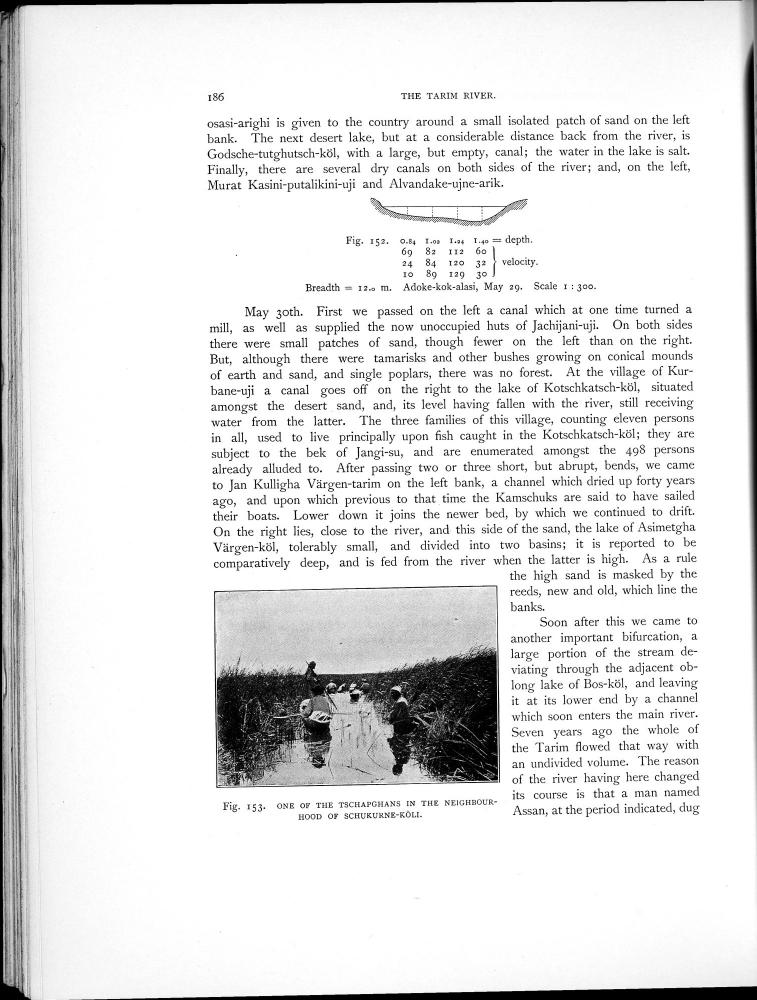 186 THE TARIM RIVER.
osasi-arighi is given to the country around a small isolated patch of sand on the left
bank. The next desert lake, but at a considerable distance back from the river, is
Godsche-tutghutsch-köl, with a large, but empty, canal; the water in the lake is salt.
Finally, there are several dry canals on both sides of the river; and, on the left,
Murat Kasini-putalikini-uji and Alvandake-ujne-arik.
Fig. 152. 0.84 1.02 1.24 1.40 = depth.
69 82 112 60
24 84 120 32 } velocity.
10 89 129 30
Breadth = 12.0 m. Adoke-kok-alasi, May 29. Scale 1 : 300.
May 30th. First we passed on the left a canal which at one time turned a
mill, as well as supplied the now unoccupied huts of Jachijani-uji. On both sides
there were small patches of sand, though fewer on the left than on the right.
But, although there were tamarisks and other bushes growing on conical mounds
of earth and sand, and single poplars, there was no forest. At the village of Kur-
bane-uji a canal goes off on the right to the lake of Kotschkatsch-köl, situated
amongst the desert sand, and, its level having fallen with the river, still receiving
water from the latter. The three families of this village, counting eleven persons
in all, used to live principally upon fish caught in the Kotschkatsch-köl; they are
subject to the bek of Jangi-su, and are enumerated amongst the 498 persons
already alluded to. After passing two or three short, but abrupt, bends, we came
to Jan Kulligha Värgen-tarim on the left bank, a channel which dried up forty years
ago, and upon which previous to that time the Kamschuks are said to have sailed
their boats. Lower down it joins the newer bed, by which we continued to drift.
On the right lies, close to the river, and this side of the sand, the lake of Asimetgha
Värgen-köl, tolerably small, and divided into two basins; it is reported to be
comparatively deep, and is fed from the river when the latter is high. As a rule
the high sand is masked by the
reeds, new and old, which line the
banks.
Soon after this we came to
another important bifurcation, a
large portion of the stream de-
viating through the adjacent ob-
long lake of Bos-köl, and leaving
it at its lower end by a channel
which soon enters the main river.
Seven years ago the whole of
the Tarim flowed that way with
an undivided volume. The reason
of the river having here changed
its course is that a man named
Assan, at the period indicated, dug
Fig. 153. ONE OF THE TSCHAPGHANS IN THE NEIGHBOUR-
HOOD OF SCHUKURNE-KÖLI.